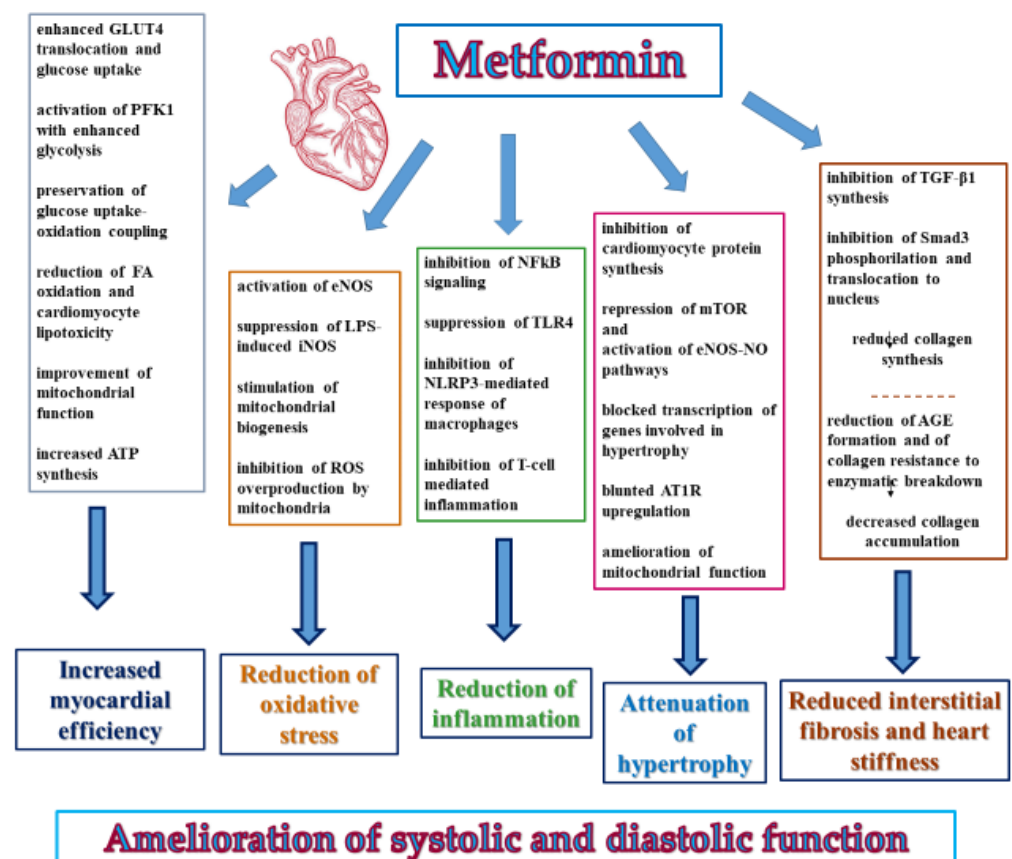 Metformin
enhanced GLUT4
translocation and
glucose uptake
activation of PFK1
with enhanced
glycolysis
preservation of
glucose uptake-
oxidation coupling
reduction of FA
oxidation and
cardiomyocyte
lipotoxicity
improvement of
mitochondrial
function
increased ATP
synthesis
activation of eNOS
suppression of LPS-
induced iNOS
stimulation of
mitochondrial
biogenesis
inhibition of ROS
overproduction by
mitochondria
inhibition of NFkB
signaling
suppression of TLR4
inhibition of
NLRP3-mediated
response of
macrophages
inhibition of T-cell
mediated
inflammation
inhibition of
cardiomyocyte protein
synthesis
repression of mTOR
and
activation of eNOS-NO
pathways
blocked transcription of
genes involved in
hypertrophy
blunted AT1R
upregulation
amelioration of
mitochondrial function
inhibition of TGF-β1
synthesis
inhibition of Smad3
phosphorilation and
translocation to
nucleus
reduced collagen
synthesis
reduction of AGE
formation and of
collagen resistance to
enzymatic breakdown
decreased collagen
accumulation
Increased
myocardial
efficiency
Reduction of
oxidative
stress
Reduction of
inflammation
Attenuation
of
hypertrophy
Reduced interstitial
fibrosis and heart
stiffness
Amelioration of systolic and diastolic function